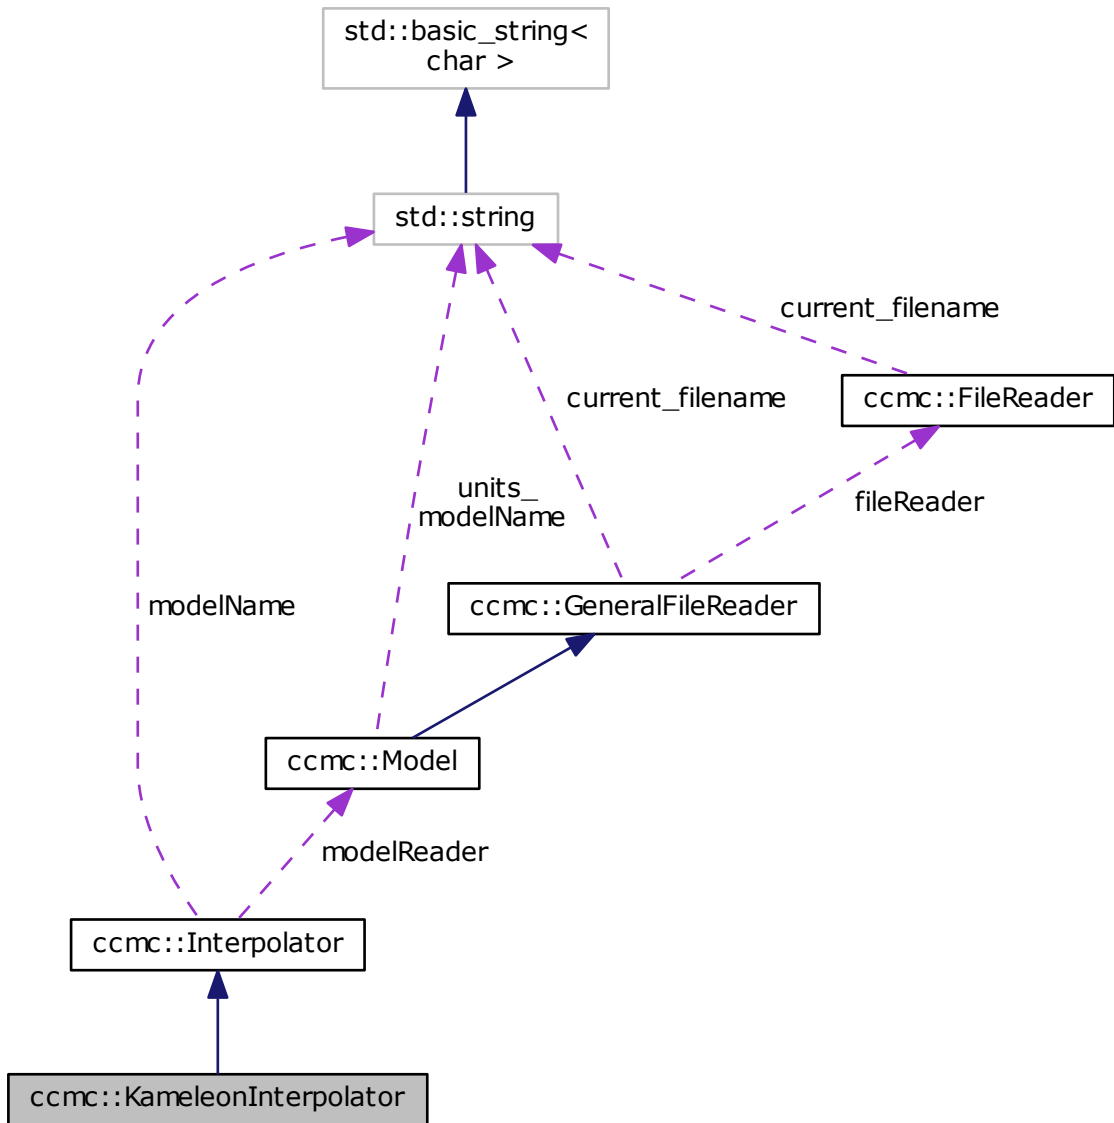 std::basic_string<
char >
std::string
current_filename
ccmc::FileReader
current_filename
units_
modelName
fileReader
ccmc::GeneralFileReader
modelName
ccmc::Model
modelReader
ccmc::Interpolator
ccmc::KameleonInterpolator